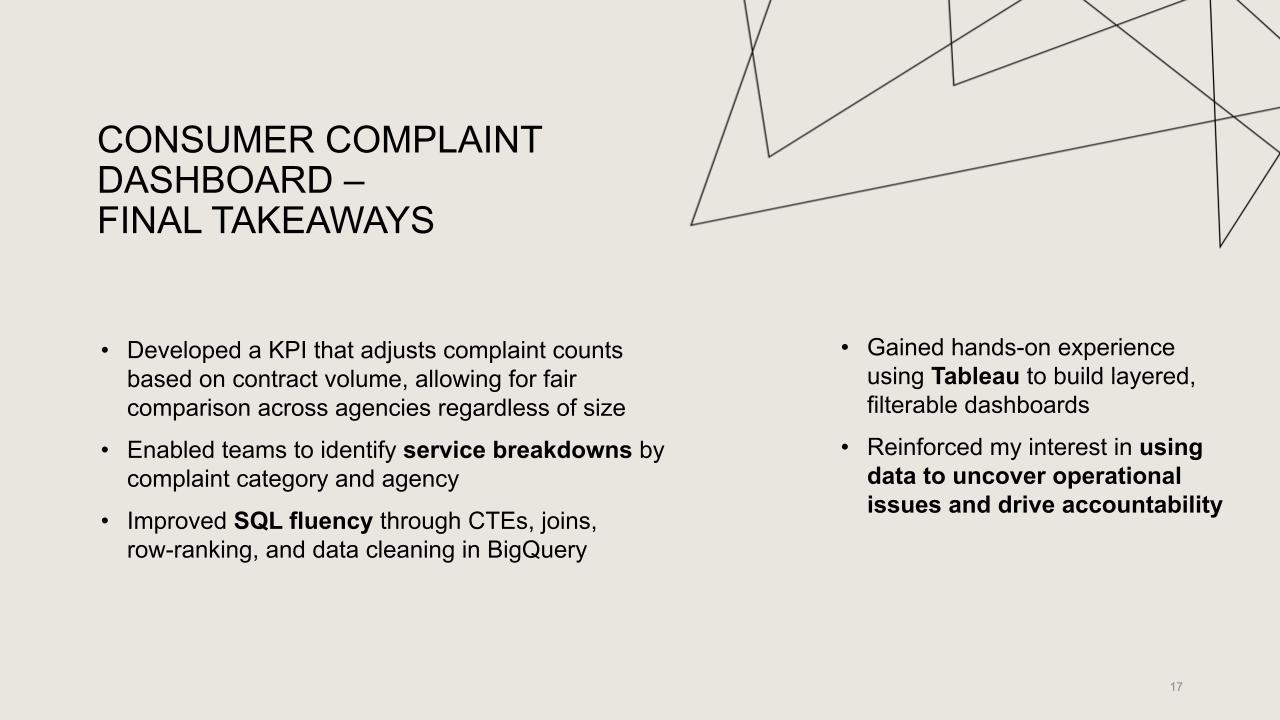 CONSUMER COMPLAINT
DASHBOARD –
FINAL TAKEAWAYS
• Developed a KPI that adjusts complaint counts
based on contract volume, allowing for fair
comparison across agencies regardless of size
• Enabled teams to identify service breakdowns by
complaint category and agency
• Improved SQL fluency through CTEs, joins,
row-ranking, and data cleaning in BigQuery
• Gained hands-on experience
using Tableau to build layered,
filterable dashboards
• Reinforced my interest in using
data to uncover operational
issues and drive accountability
17